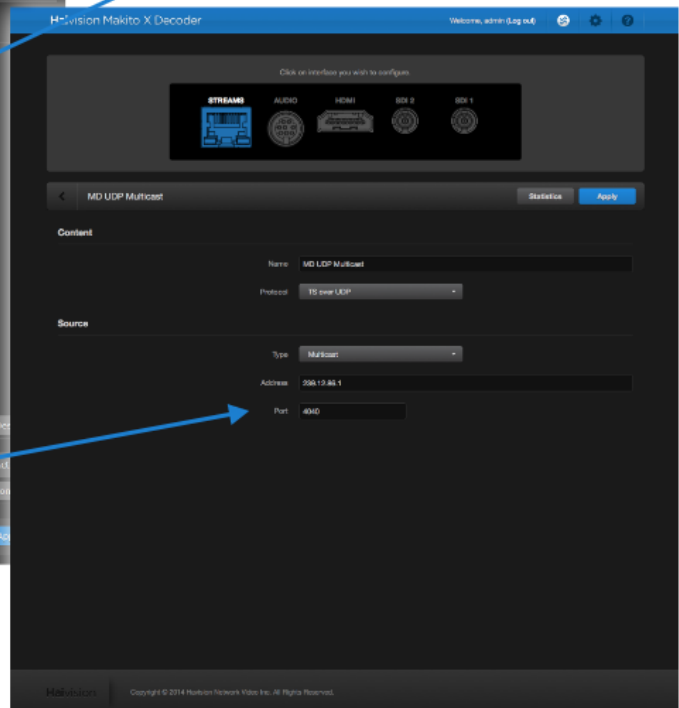 Haivision Makito X Decoder
Welcome, admin (Log out)
Click on interface you wish to configure
STREAMS AUDIO HDMI SDI 2 SDI 1
MD UDP Multicast
Statistics Apply
Content
Name MD UDP Multicast
Protocol TS over UDP
Source
Type Multicast
Address
Port 4040
Haivision
Copyright © 2014 Haivision Network Video Inc. All Rights Reserved.